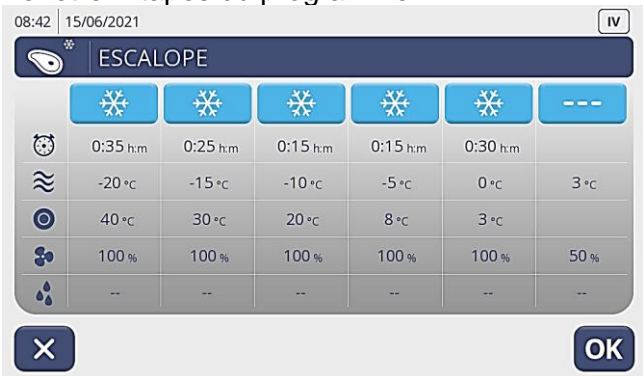 08:42 15/06/2021 IV
ESCALOPE
---
0:35 h:m 0:25 h:m 0:15 h:m 0:15 h:m 0:30 h:m
-20 °C -15 °C -10 °C -5 °C 0 °C 3 °C
40 °C 30 °C 20 °C 8 °C 3 °C
100 % 100 % 100 % 100 % 100 % 50 %
-- -- -- -- -- --
X OK